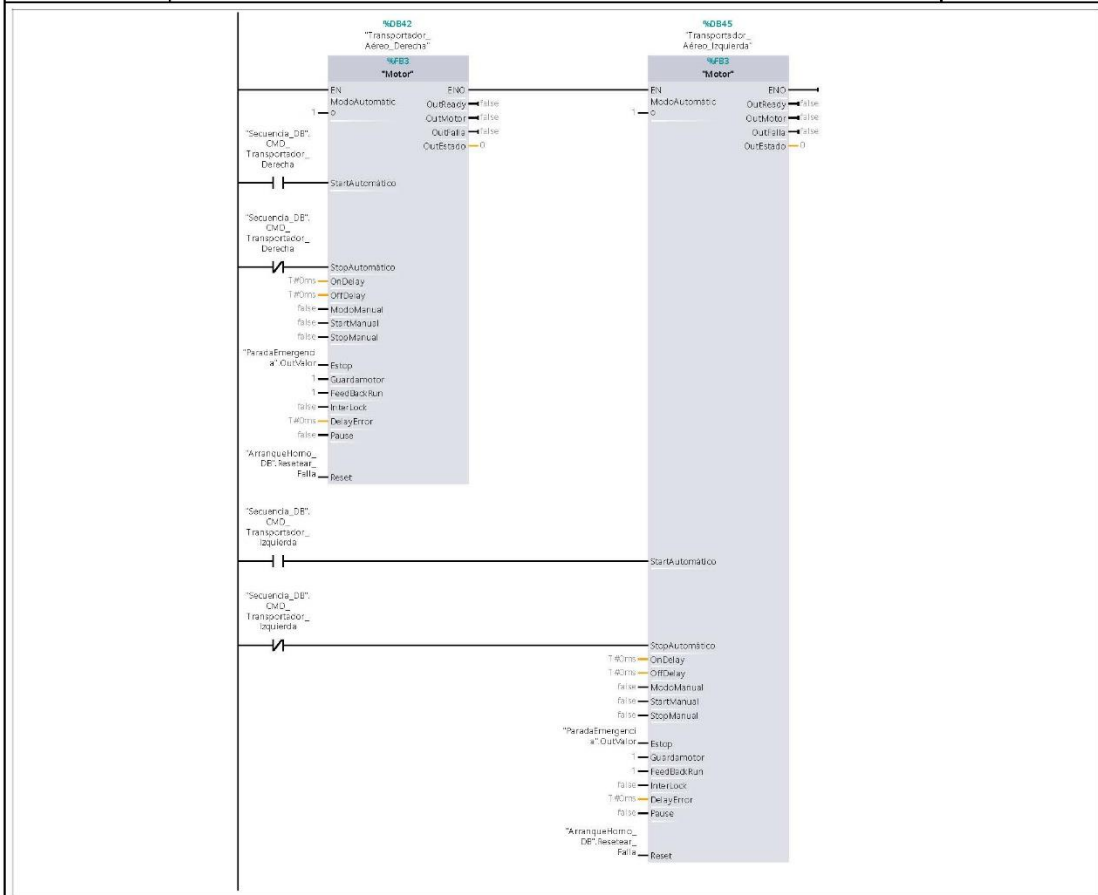 %DB42
"Transportador_
Aéreo_Derecha"
%FB3
"Motor"
EN
ENO
ModoAutomátic
o
1
OutReady
false
OutMotor
false
OutFalla
false
OutEstado
0
"Secuencia_DB".
CMD_
Transportador_
Derecha
StartAutomático
"Secuencia_DB".
CMD_
Transportador_
Derecha
StopAutomático
T#0ms
OnDelay
T#0ms
OffDelay
false
ModoManual
false
StartManual
false
StopManual
"ParadaEmergenci
a".OutValor
Estop
1
Guardamotor
1
FeedBackRun
false
InterLock
T#0ms
DelayError
false
Pause
"ArranqueHorno_
DB".Resetear_
Falla
Reset
%DB45
"Transportador_
Aéreo_Izquierda"
%FB3
"Motor"
EN
ENO
ModoAutomátic
o
1
OutReady
false
OutMotor
false
OutFalla
false
OutEstado
0
"Secuencia_DB".
CMD_
Transportador_
Izquierda
StartAutomático
"Secuencia_DB".
CMD_
Transportador_
Izquierda
StopAutomático
T#0ms
OnDelay
T#0ms
OffDelay
false
ModoManual
false
StartManual
false
StopManual
"ParadaEmergenci
a".OutValor
Estop
1
Guardamotor
1
FeedBackRun
false
InterLock
T#0ms
DelayError
false
Pause
"ArranqueHorno_
DB".Resetear_
Falla
Reset